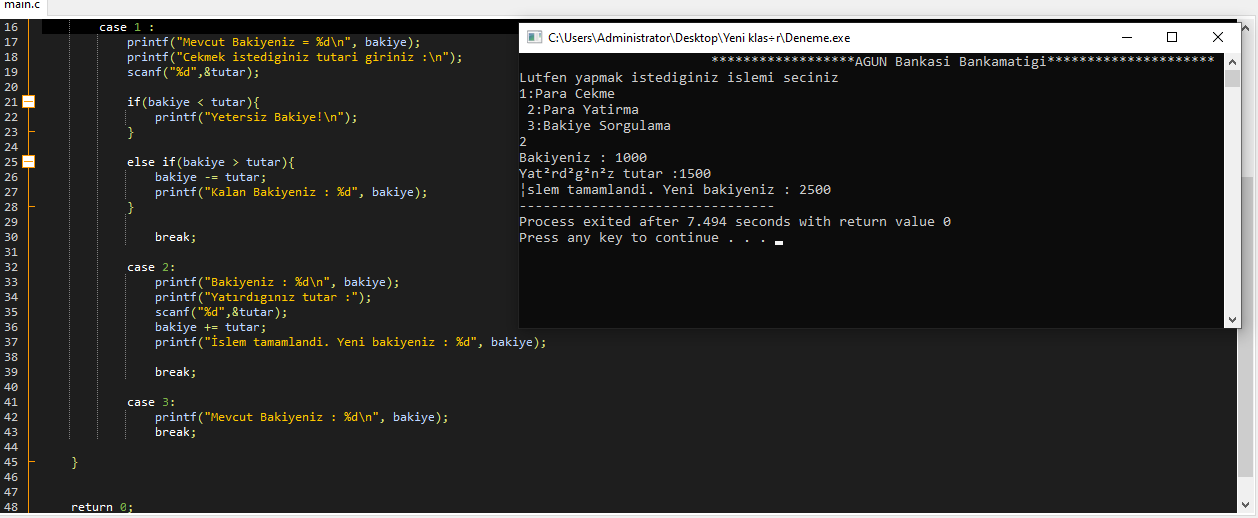 main.c
16 case 1 :
17 printf("Mevcut Bakiyeniz = %d\n", bakiye);
18 printf("Cekmek istediginiz tutari giriniz :\n");
19 scanf("%d",&tutar);
20
21 if(bakiye < tutar){
22 printf("Yetersiz Bakiye!\n");
23 }
24
25 else if(bakiye > tutar){
26 bakiye -= tutar;
27 printf("Kalan Bakiyeniz : %d", bakiye);
28 }
29
30 break;
31
32 case 2:
33 printf("Bakiyeniz : %d\n", bakiye);
34 printf("Yatırdıgınız tutar :");
35 scanf("%d",&tutar);
36 bakiye += tutar;
37 printf("İslem tamamlandi. Yeni bakiyeniz : %d", bakiye);
38
39 break;
40
41 case 3:
42 printf("Mevcut Bakiyeniz : %d\n", bakiye);
43 break;
44
45 }
46
47
48 return 0;
C:\Users\Administrator\Desktop\Yeni klas÷r\Deneme.exe
******************AGUN Bankasi Bankamatigi*********************
Lutfen yapmak istediginiz islemi seciniz
1:Para Cekme
2:Para Yatirma
3:Bakiye Sorgulama
2
Bakiyeniz : 1000
Yat²rd²g²n²z tutar :1500
¦slem tamamlandi. Yeni bakiyeniz : 2500
--------------------------------
Process exited after 7.494 seconds with return value 0
Press any key to continue . . .